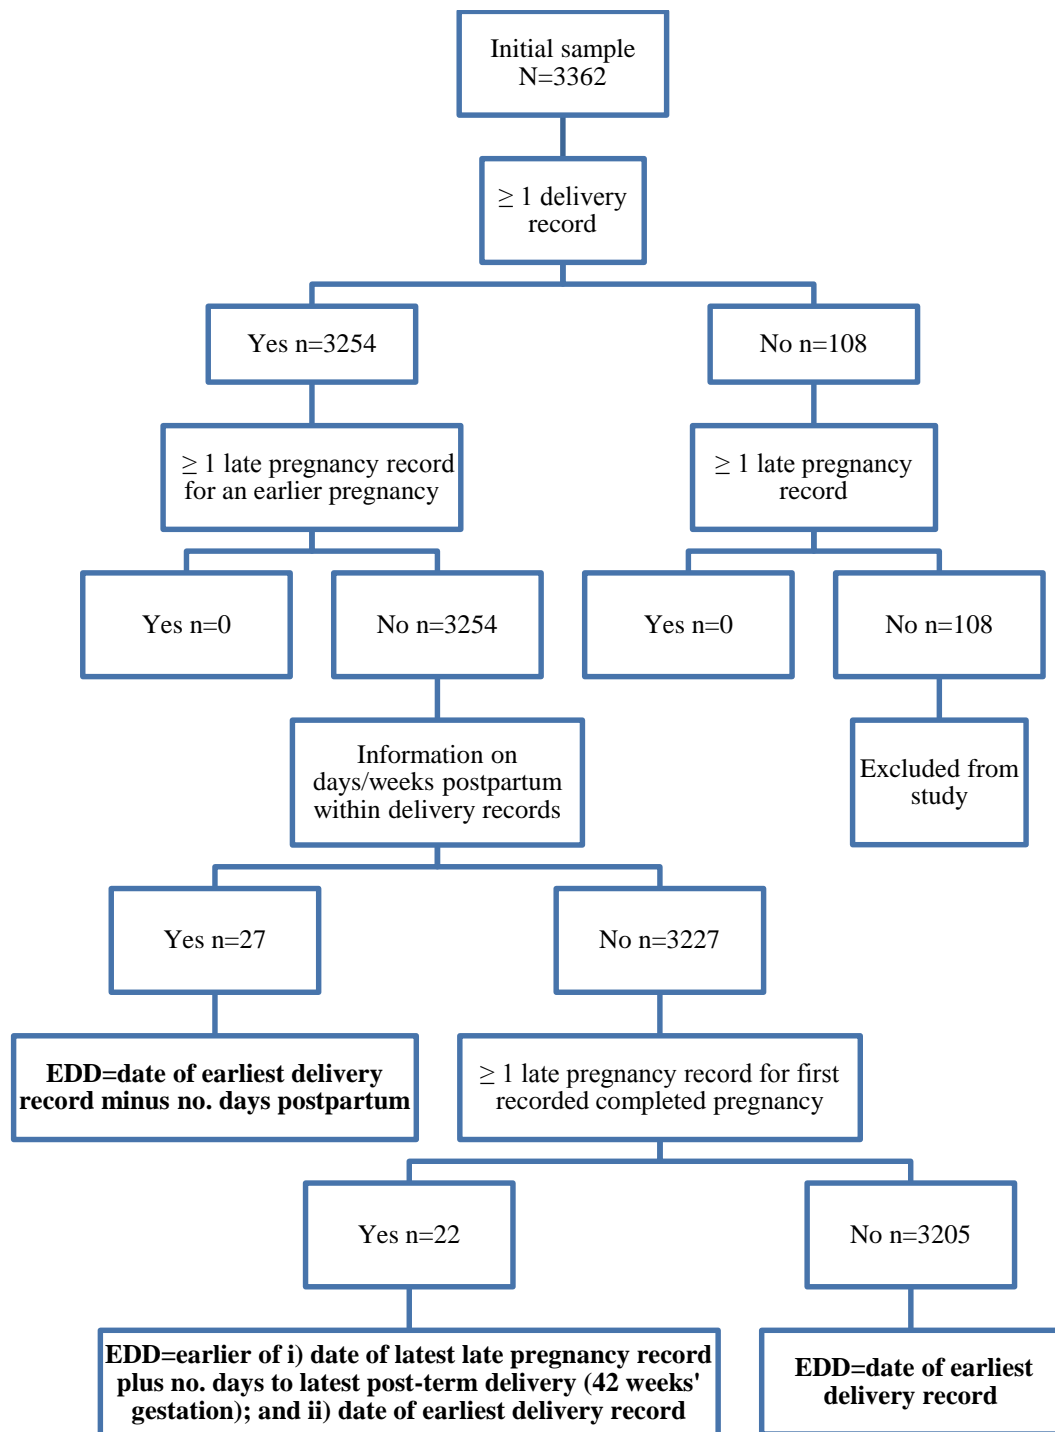 Initial sample
N=3362
≥ 1 delivery
record
Yes n=3254
No n=108
≥ 1 late pregnancy record
for an earlier pregnancy
≥ 1 late pregnancy
record
Yes n=0
No n=3254
Yes n=0
No n=108
Information on
days/weeks postpartum
within delivery records
Excluded from
study
Yes n=27
No n=3227
EDD=date of earliest delivery
record minus no. days postpartum
≥ 1 late pregnancy record for first
recorded completed pregnancy
Yes n=22
No n=3205
EDD=earlier of i) date of latest late pregnancy record
plus no. days to latest post-term delivery (42 weeks'
gestation); and ii) date of earliest delivery record
EDD=date of earliest
delivery record